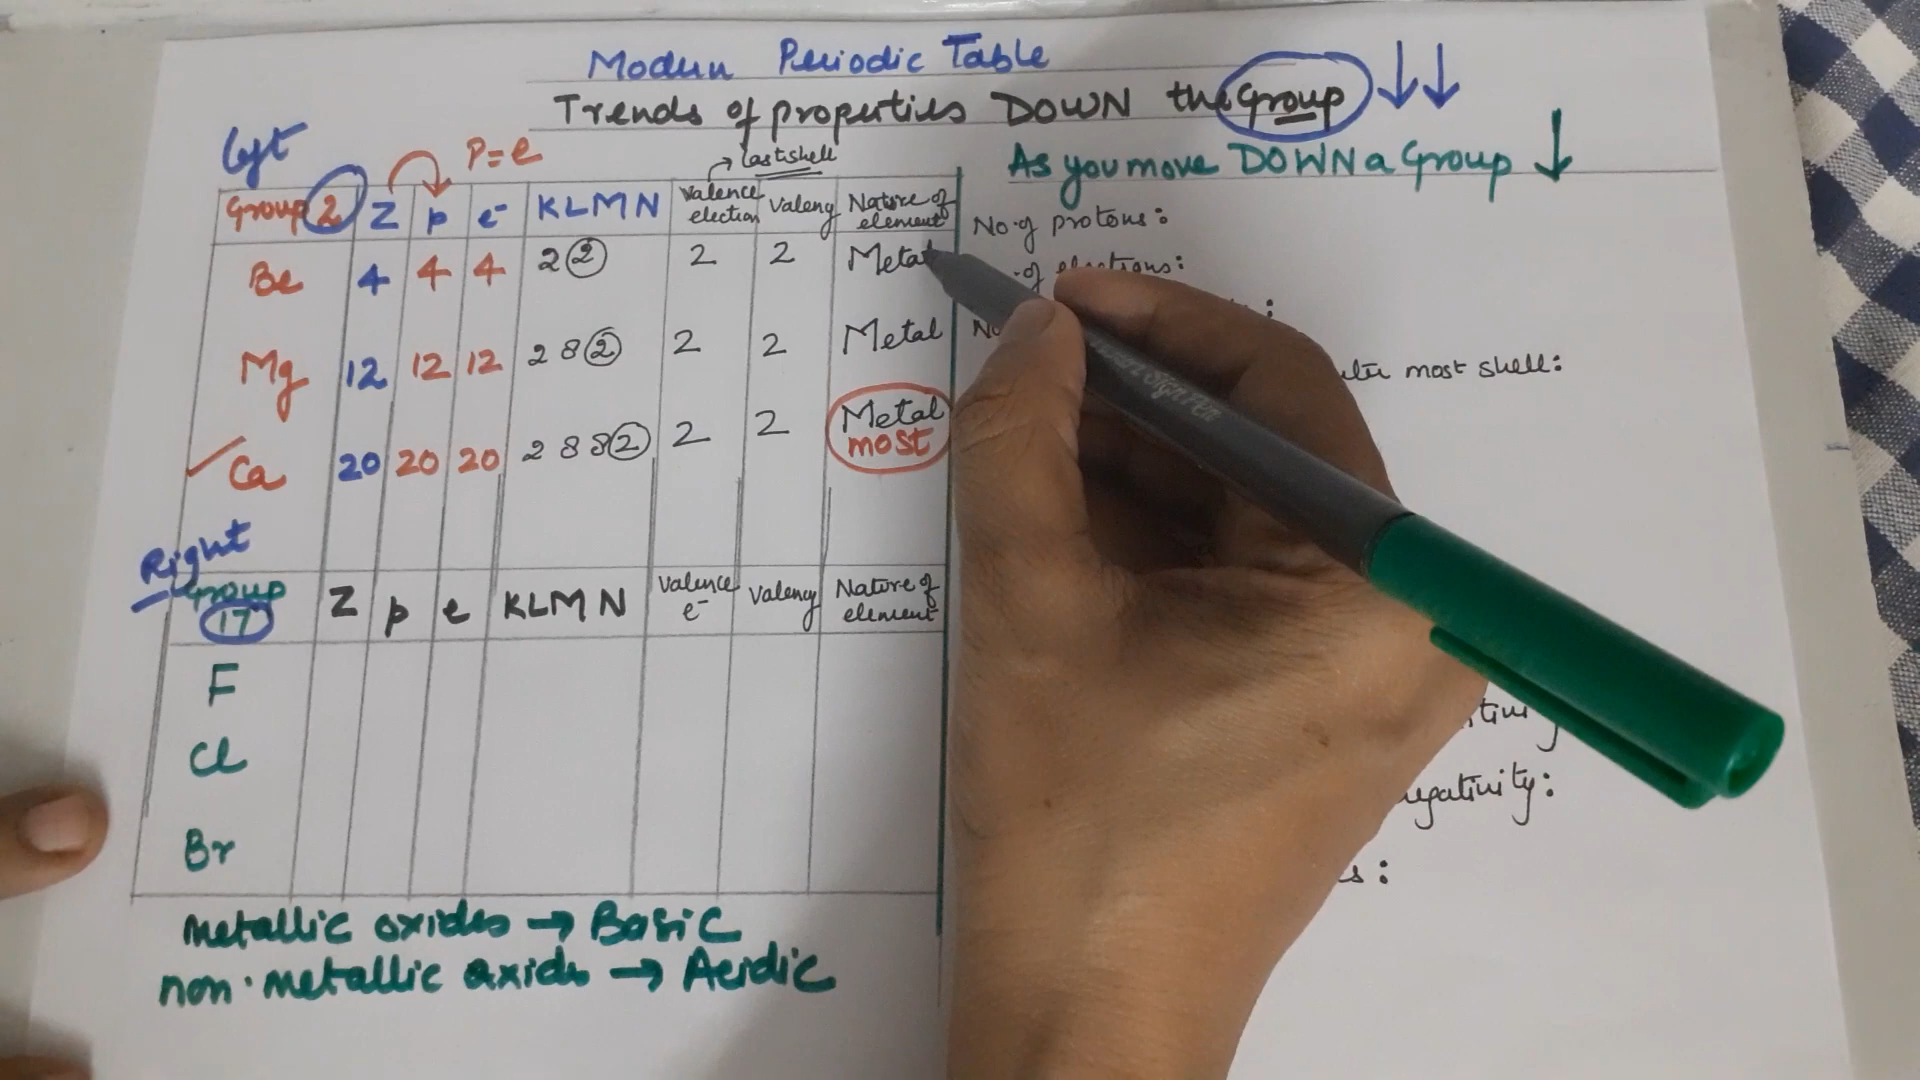 Modern Periodic Table
Trends of properties DOWN the Group ↓↓
left
P=e
→ Last shell
As you move DOWN a Group ↓
Group 2 Z p e⁻ KLMN Valence election Valency Nature of element
Be 4 4 4 2 2 2 2 Metal
Mg 12 12 12 2 8 2 2 2 Metal
Ca 20 20 20 2 8 8 2 2 2 Metal most
Right
Group 17 Z p e KLMN Valence e⁻ Valency Nature of element
F
Cl
Br
Metallic oxides → Basic
non-metallic oxides → Acidic
No. of protons:
of electrons:
No
most shell:
s: